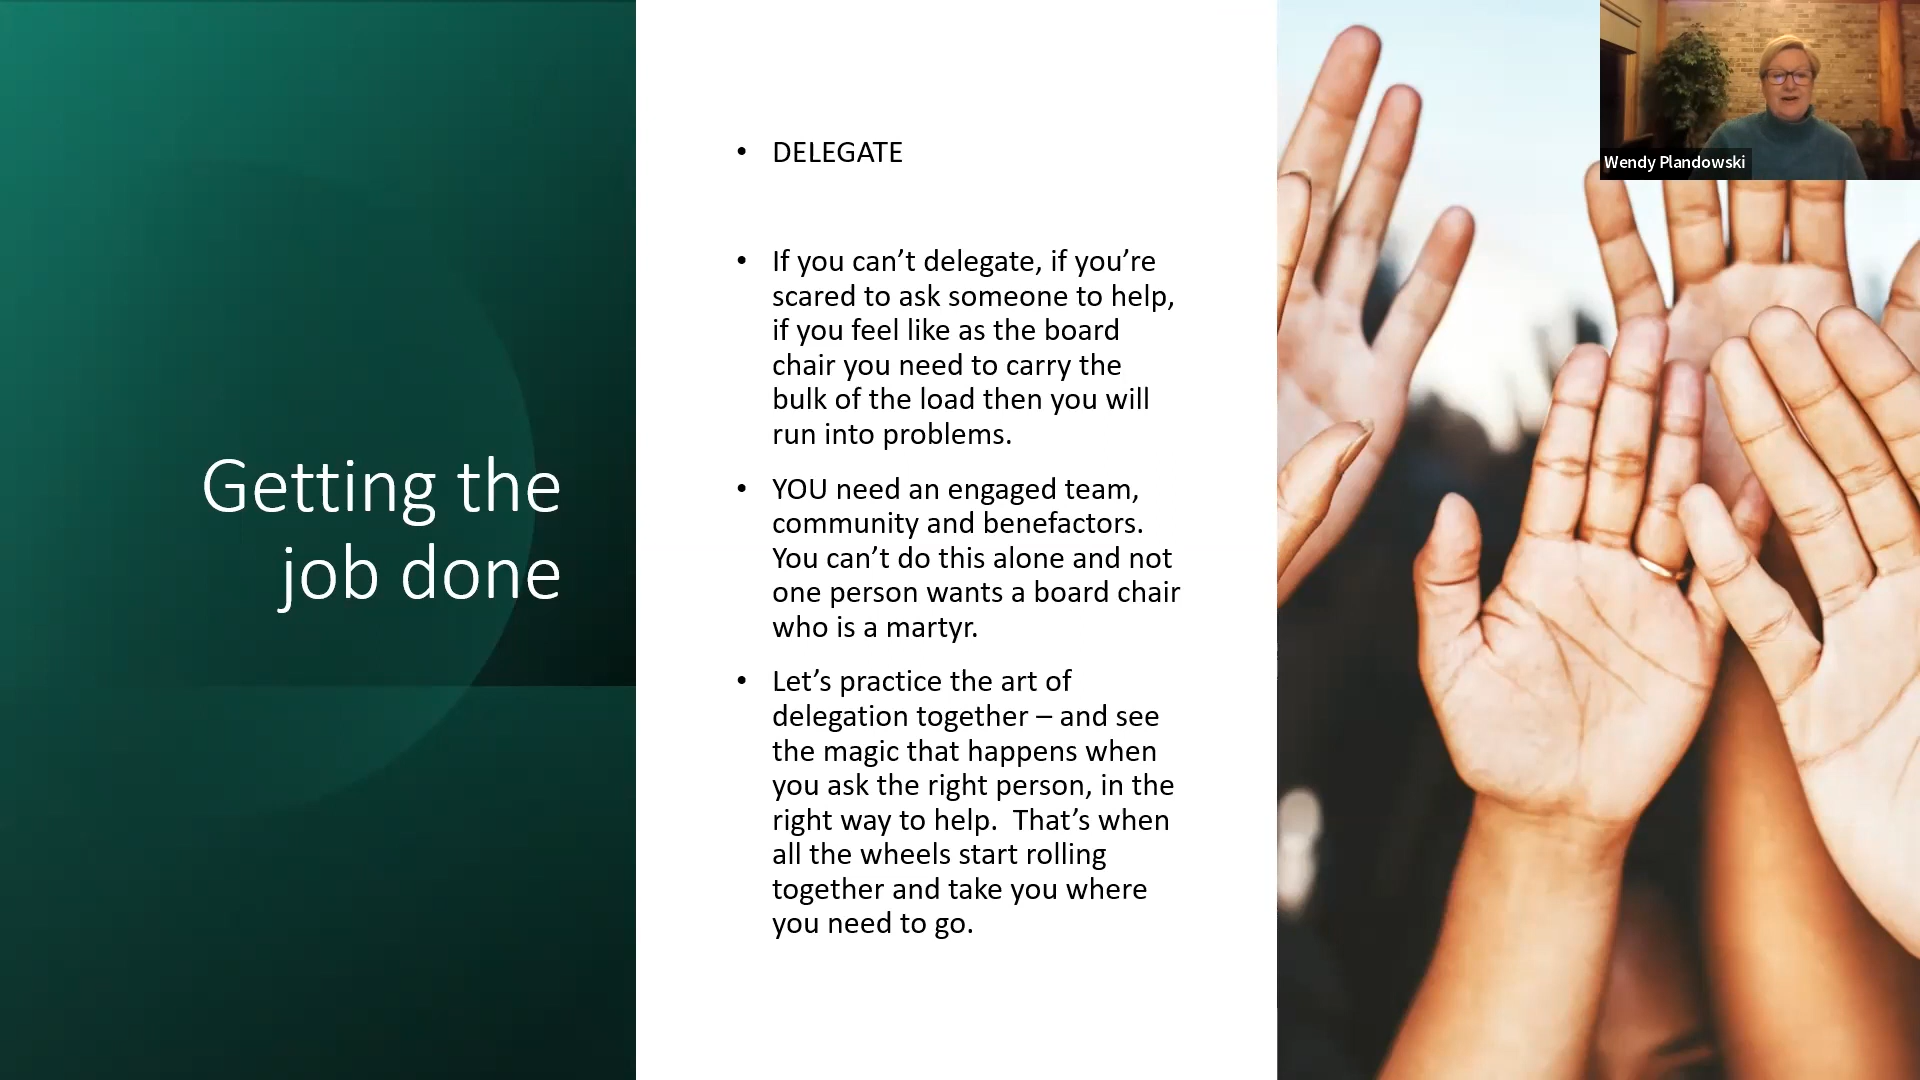 Getting the
job done
• DELEGATE
• If you can’t delegate, if you’re
scared to ask someone to help,
if you feel like as the board
chair you need to carry the
bulk of the load then you will
run into problems.
• YOU need an engaged team,
community and benefactors.
You can’t do this alone and not
one person wants a board chair
who is a martyr.
• Let’s practice the art of
delegation together – and see
the magic that happens when
you ask the right person, in the
right way to help.  That’s when
all the wheels start rolling
together and take you where
you need to go.
Wendy Plandowski